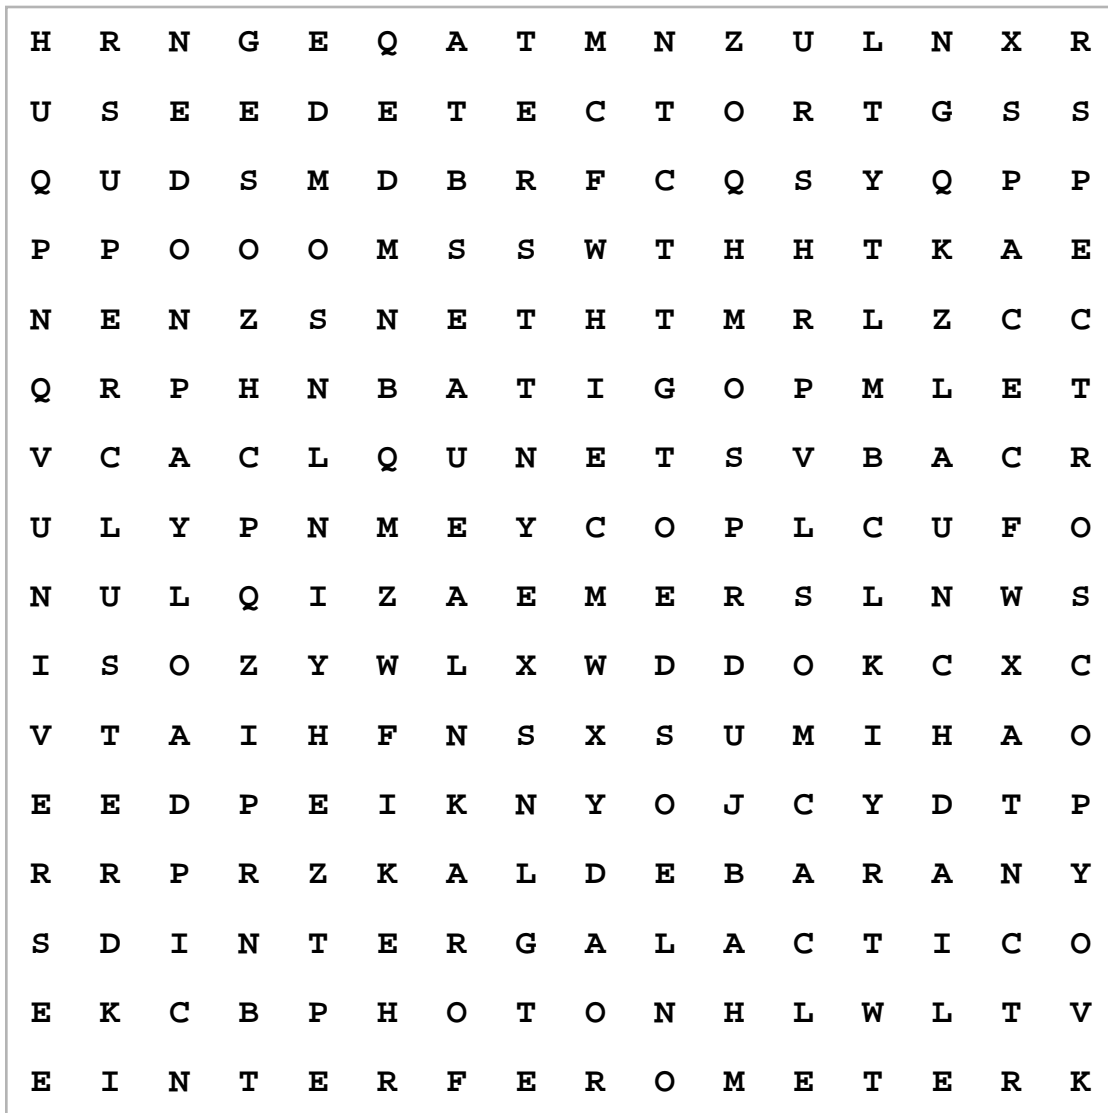 H R N G E Q A T M N Z U L N X R
U S E E D E T E C T O R T G S S
Q U D S M D B R F C Q S Y Q P P
P P O O O M S S W T H H T K A E
N E N Z S N E T H T M R L Z C C
Q R P H N B A T I G O P M L E T
V C A C L Q U N E T S V B A C R
U L Y P N M E Y C O P L C U F O
N U L Q I Z A E M E R S L N W S
I S O Z Y W L X W D D O K C X C
V T A I H F N S X S U M I H A O
E E D P E I K N Y O J C Y D T P
R R P R Z K A L D E B A R A N Y
S D I N T E R G A L A C T I C O
E K C B P H O T O N H L W L T V
E I N T E R F E R O M E T E R K